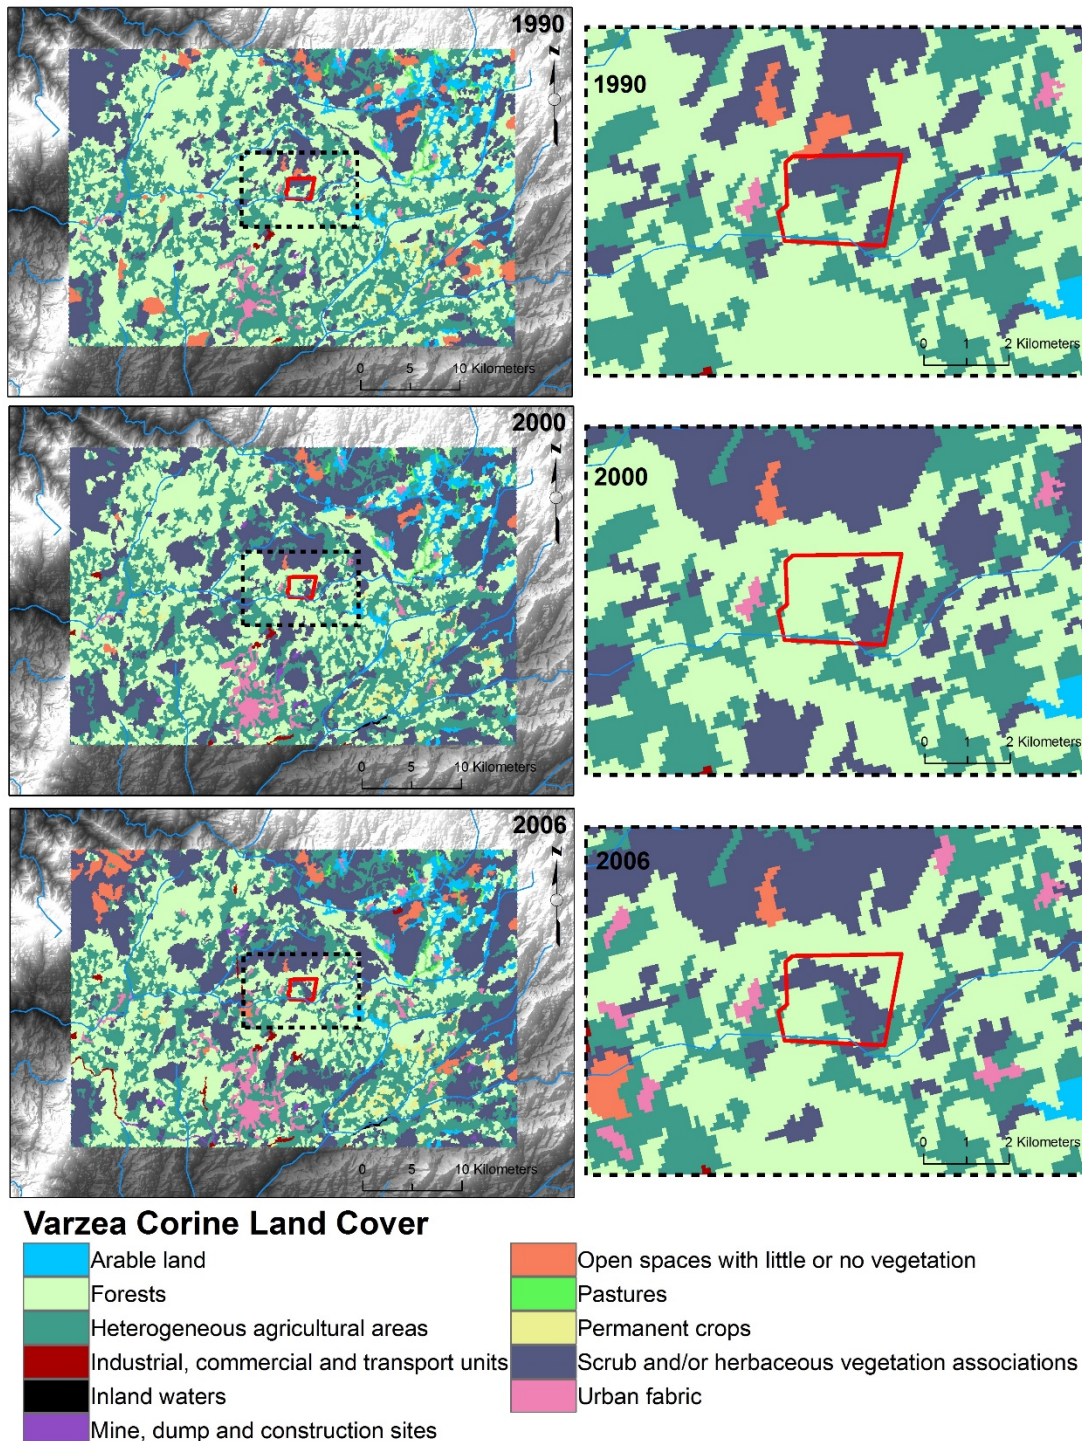 1990
N
0 5 10 Kilometers
1990
0 1 2 Kilometers
2000
N
0 5 10 Kilometers
2000
0 1 2 Kilometers
2006
N
0 5 10 Kilometers
2006
0 1 2 Kilometers
Varzea Corine Land Cover
Arable land
Forests
Heterogeneous agricultural areas
Industrial, commercial and transport units
Inland waters
Mine, dump and construction sites
Open spaces with little or no vegetation
Pastures
Permanent crops
Scrub and/or herbaceous vegetation associations
Urban fabric